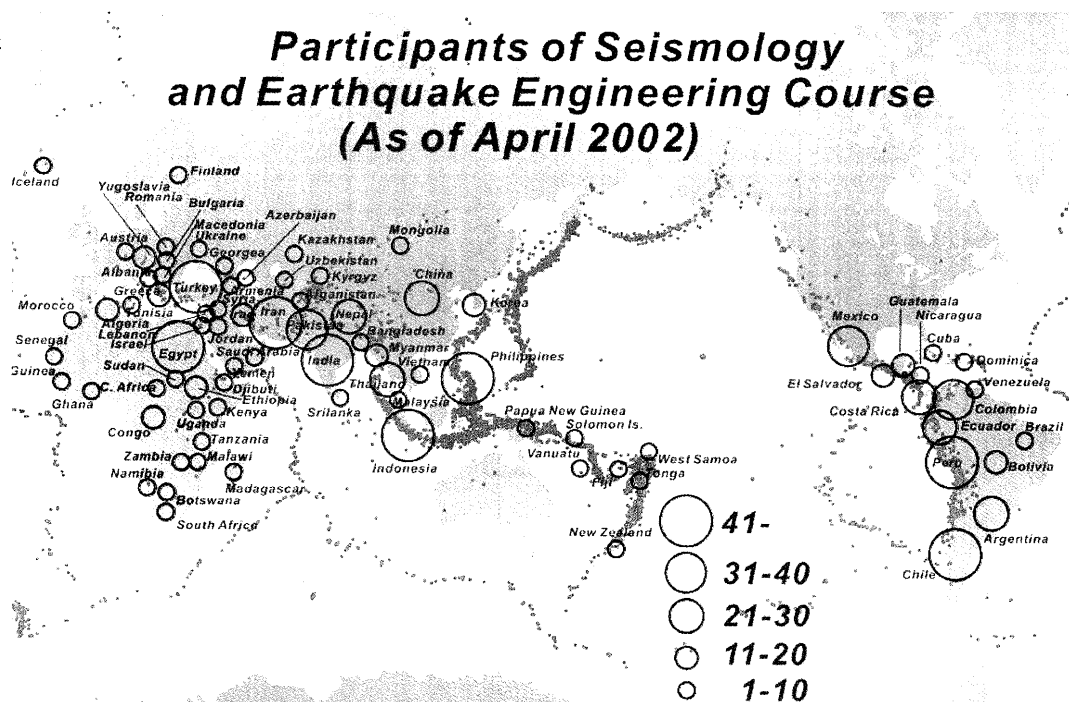 Participants of Seismology
and Earthquake Engineering Course
(As of April 2002)
Iceland
Finland
Yugoslavia
Romania
Bulgaria
Azerbaijan
Macedonia
Ukraine
Austria
Georgea
Kazakhstan
Mongolia
Uzbekistan
Albania
Kyrgyz
China
Turkey
Armenia
Greece
Syria
Afganistan
Korea
Morocco
Tunisia
Iraq
Iran
Nepal
Algeria
Pakistan
Lebanon
Israel
Jordan
Bangladesh
Senegal
Egypt
Saudi Arabia
India
Myanmar
Vietnam
Philippines
Sudan
Yemen
Guinea
C. Africa
Djibuti
Thailand
Ethiopia
Ghana
Srilanka
Malaysia
Kenya
Uganda
Congo
Tanzania
Indonesia
Zambia
Malawi
Namibia
Madagascar
Botswana
South Africa
Papua New Guinea
Solomon Is.
Vanuatu
West Samoa
Fiji
Tonga
New Zealand
Guatemala
Nicaragua
Mexico
Cuba
Dominica
El Salvador
Venezuela
Costa Rica
Colombia
Ecuador
Brazil
Peru
Bolivia
Argentina
Chile
41-
31-40
21-30
11-20
1-10